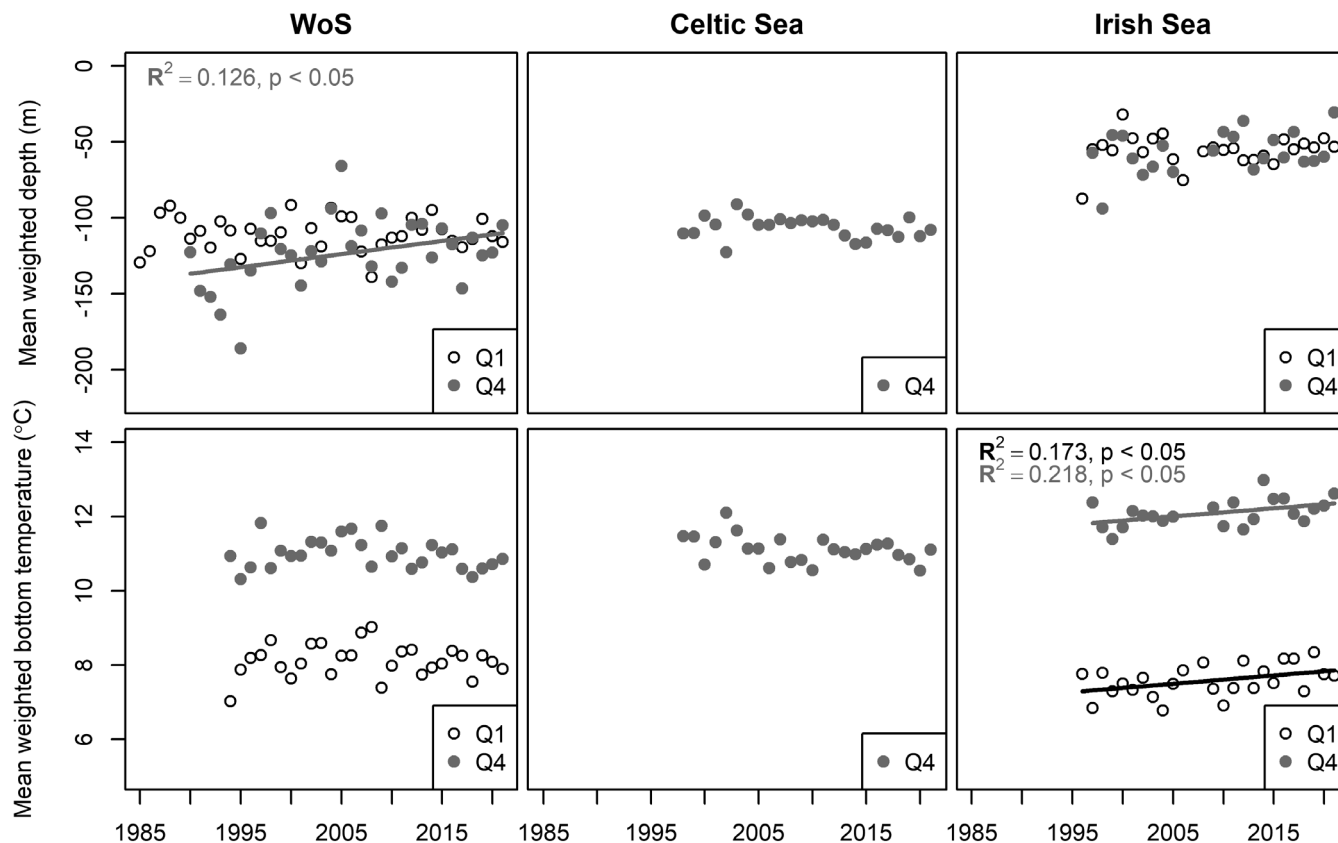 WoS
Celtic Sea
Irish Sea
Mean weighted depth (m)
0
-50
-100
-150
-200
R² = 0.126, p < 0.05
Q1
Q4
Q4
Q1
Q4
Mean weighted bottom temperature (°C)
14
12
10
8
6
R² = 0.173, p < 0.05
R² = 0.218, p < 0.05
Q1
Q4
Q4
Q1
Q4
1985 1995 2005 2015
1985 2005 2015
1985 1995 2005 2015